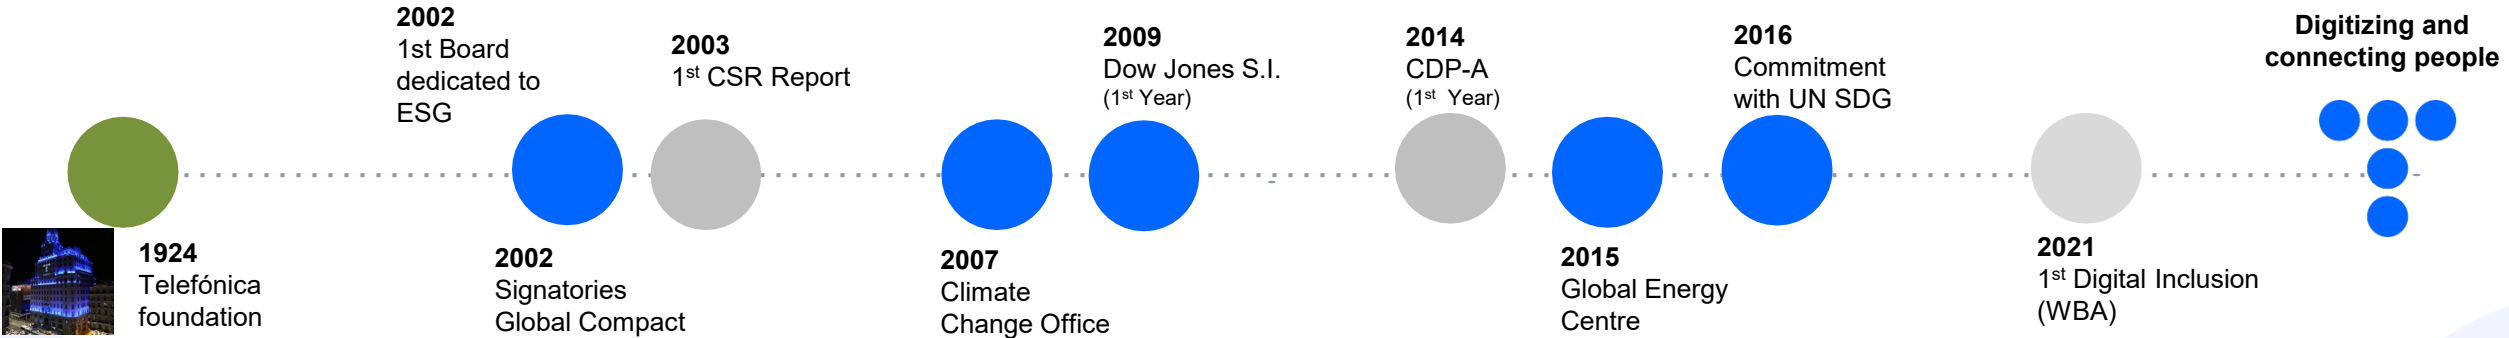 1924
Telefónica
foundation
2002
1st Board
dedicated to
ESG
2002
Signatories
Global Compact
2003
1st CSR Report
2007
Climate
Change Office
2009
Dow Jones S.I.
(1st Year)
2014
CDP-A
(1st Year)
2015
Global Energy
Centre
2016
Commitment
with UN SDG
2021
1st Digital Inclusion
(WBA)
Digitizing and
connecting people